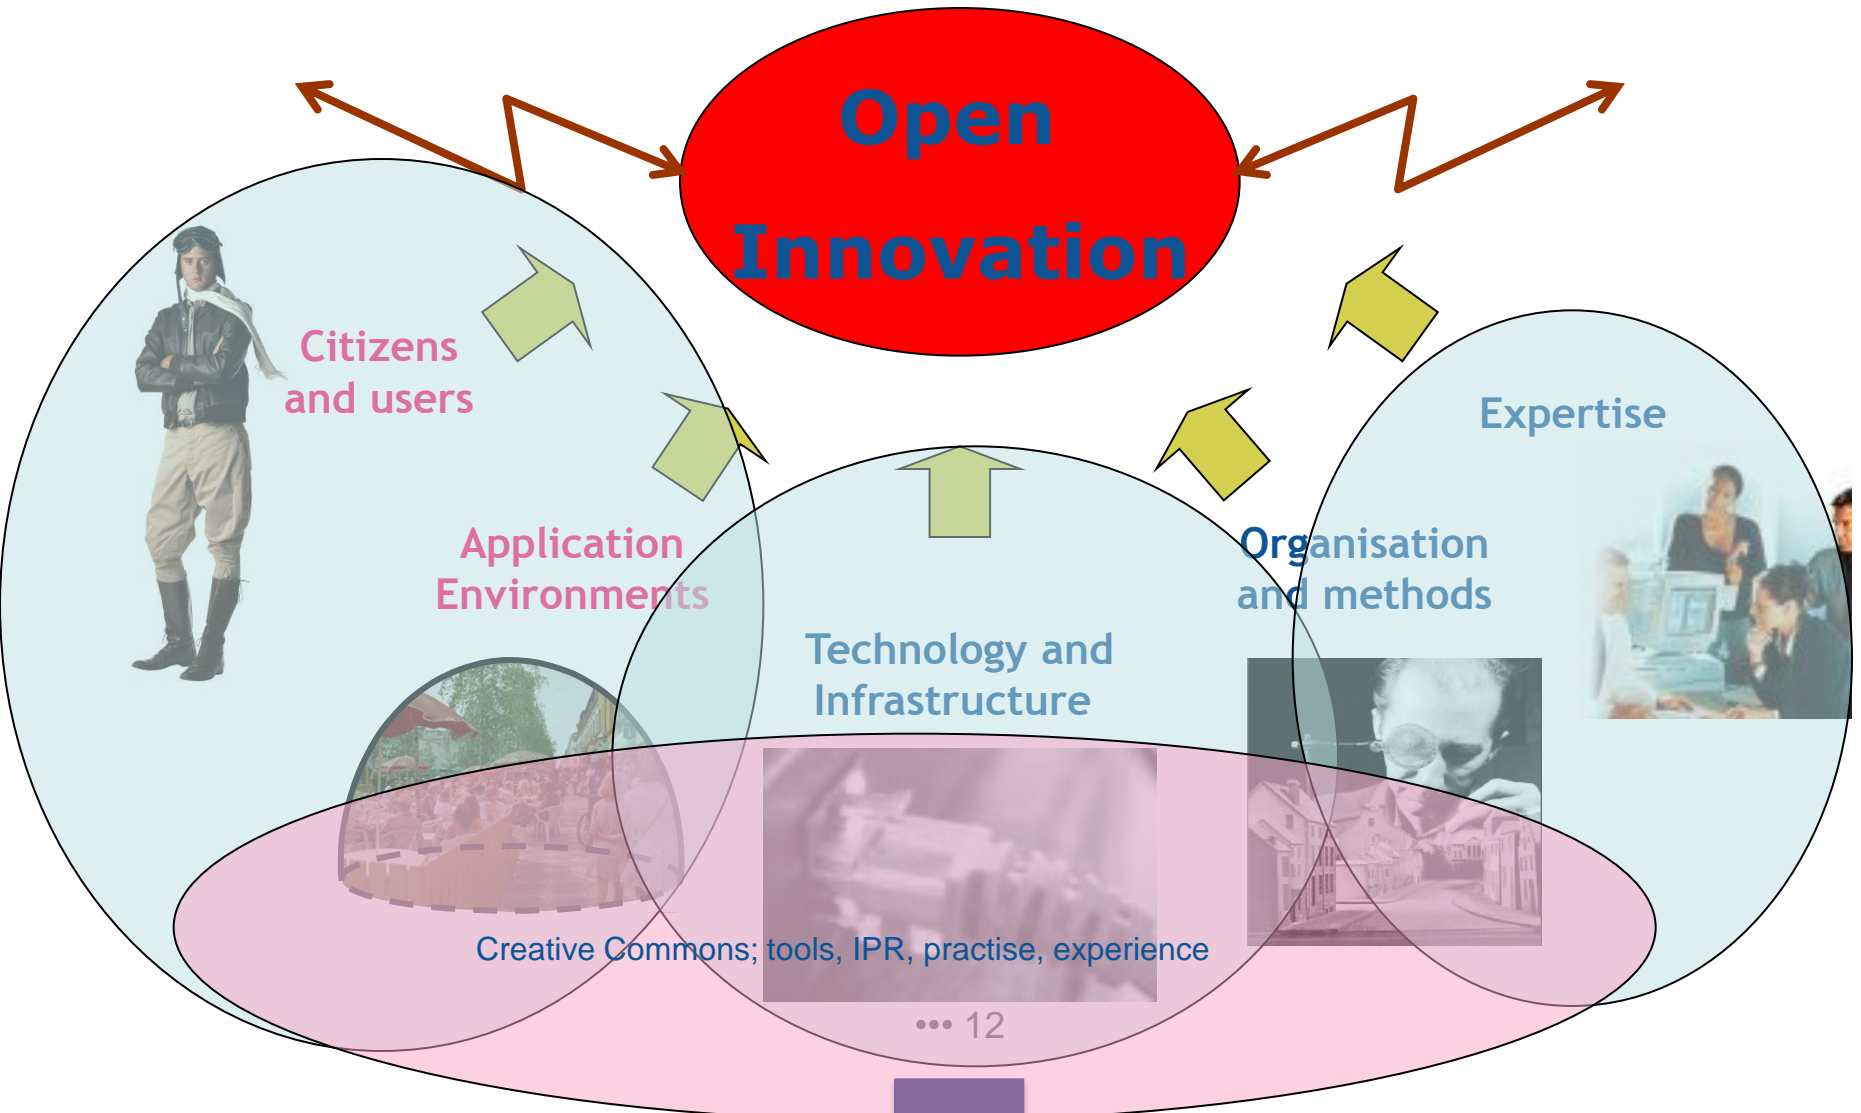 Open
Innovation
Citizens
and users
Expertise
Application
Environments
Organisation
and methods
Technology and
Infrastructure
Creative Commons; tools, IPR, practise, experience
••• 12